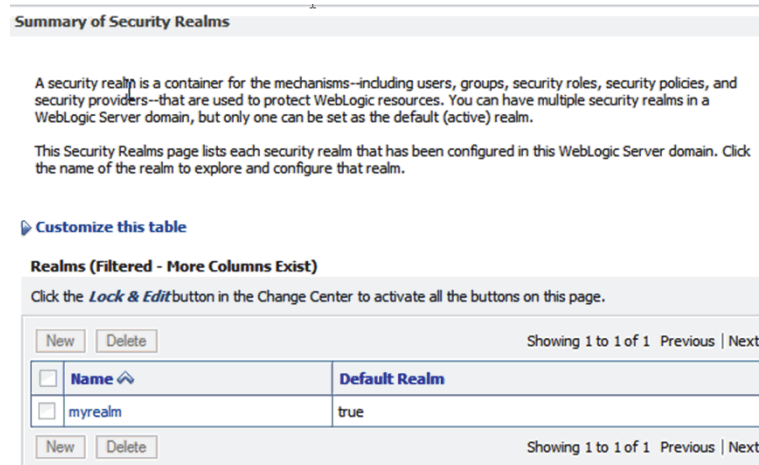 Summary of Security Realms
A security realm is a container for the mechanisms--including users, groups, security roles, security policies, and
security providers--that are used to protect WebLogic resources. You can have multiple security realms in a
WebLogic Server domain, but only one can be set as the default (active) realm.
This Security Realms page lists each security realm that has been configured in this WebLogic Server domain. Click
the name of the realm to explore and configure that realm.
Customize this table
Realms (Filtered - More Columns Exist)
Click the Lock & Edit button in the Change Center to activate all the buttons on this page.
New Delete Showing 1 to 1 of 1 Previous | Next
Name Default Realm
myrealm true
New Delete Showing 1 to 1 of 1 Previous | Next